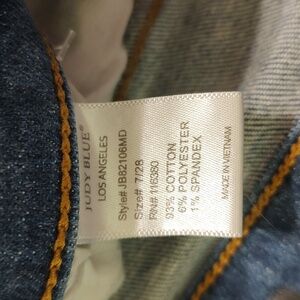 JUDY BLUE®
LOS ANGELES
Style# JB82106MD
Size# 7/28
RN# 116380
93% COTTON
6% POLYESTER
1% SPANDEX
MADE IN VIETNAM